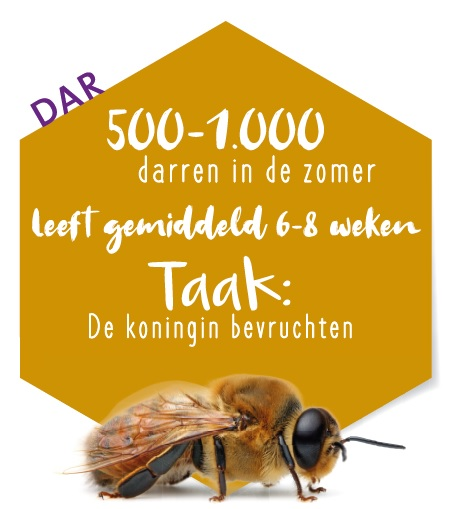 DAR
500-1.000
darren in de zomer
leeft gemiddeld 6-8 weken
Taak:
De koningin bevruchten